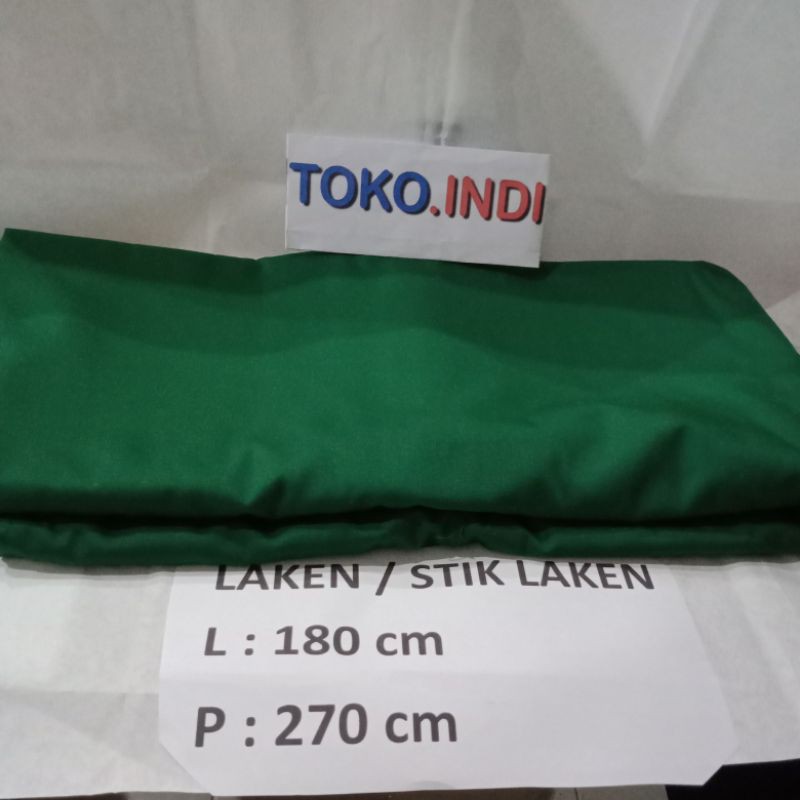 TOKO.INDI
LAKEN / STIK LAKEN
L : 180 cm
P : 270 cm